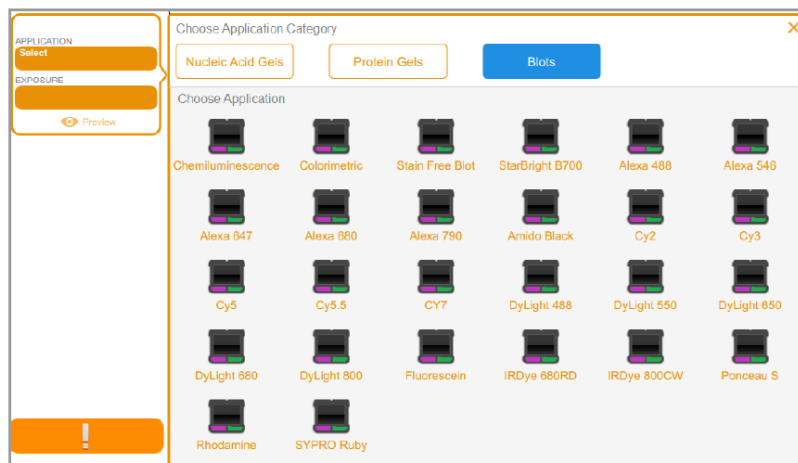 APPLICATION
Select
EXPOSURE
Preview
Choose Application Category
Nucleic Acid Gels Protein Gels Blots
Choose Application
Chemiluminescence Colorimetric Stain Free Blot StarBright B700 Alexa 488 Alexa 546
Alexa 647 Alexa 680 Alexa 790 Amido Black Cy2 Cy3
Cy5 Cy5.5 CY7 DyLight 488 DyLight 550 DyLight 650
DyLight 680 DyLight 800 Fluorescein IRDye 680RD IRDye 800CW Ponceau S
Rhodamine SYPRO Ruby
!